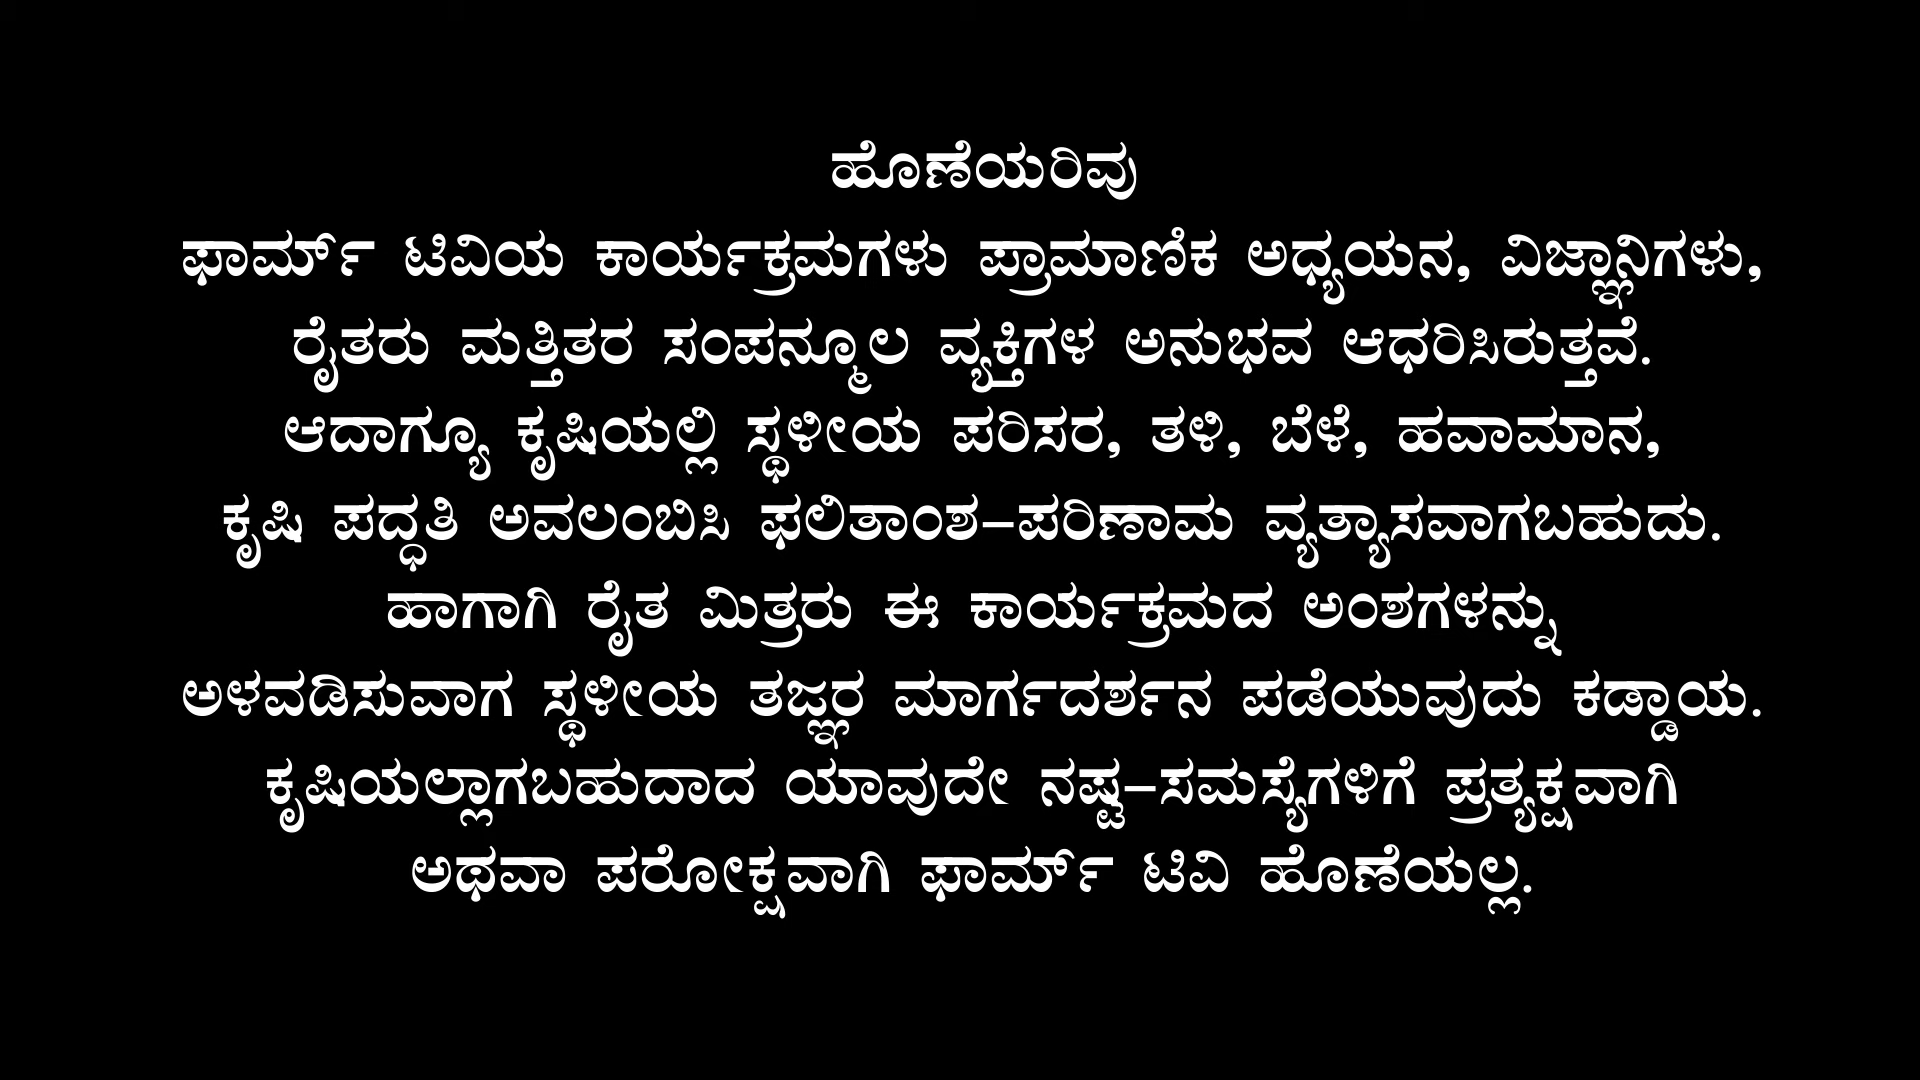 ಹೊಣೆಯರಿವು
ಫಾರ್ಮ್ ಟಿವಿಯ ಕಾರ್ಯಕ್ರಮಗಳು ಪ್ರಾಮಾಣಿಕ ಅಧ್ಯಯನ, ವಿಜ್ಞಾನಿಗಳು,
ರೈತರು ಮತ್ತಿತರ ಸಂಪನ್ಮೂಲ ವ್ಯಕ್ತಿಗಳ ಅನುಭವ ಆಧರಿಸಿರುತ್ತವೆ.
ಆದಾಗ್ಯೂ ಕೃಷಿಯಲ್ಲಿ ಸ್ಥಳೀಯ ಪರಿಸರ, ತಳಿ, ಬೆಳೆ, ಹವಾಮಾನ,
ಕೃಷಿ ಪದ್ಧತಿ ಅವಲಂಬಿಸಿ ಫಲಿತಾಂಶ–ಪರಿಣಾಮ ವ್ಯತ್ಯಾಸವಾಗಬಹುದು.
ಹಾಗಾಗಿ ರೈತ ಮಿತ್ರರು ಈ ಕಾರ್ಯಕ್ರಮದ ಅಂಶಗಳನ್ನು
ಅಳವಡಿಸುವಾಗ ಸ್ಥಳೀಯ ತಜ್ಞರ ಮಾರ್ಗದರ್ಶನ ಪಡೆಯುವುದು ಕಡ್ಡಾಯ.
ಕೃಷಿಯಲ್ಲಾಗಬಹುದಾದ ಯಾವುದೇ ನಷ್ಟ–ಸಮಸ್ಯೆಗಳಿಗೆ ಪ್ರತ್ಯಕ್ಷವಾಗಿ
ಅಥವಾ ಪರೋಕ್ಷವಾಗಿ ಫಾರ್ಮ್ ಟಿವಿ ಹೊಣೆಯಲ್ಲ.